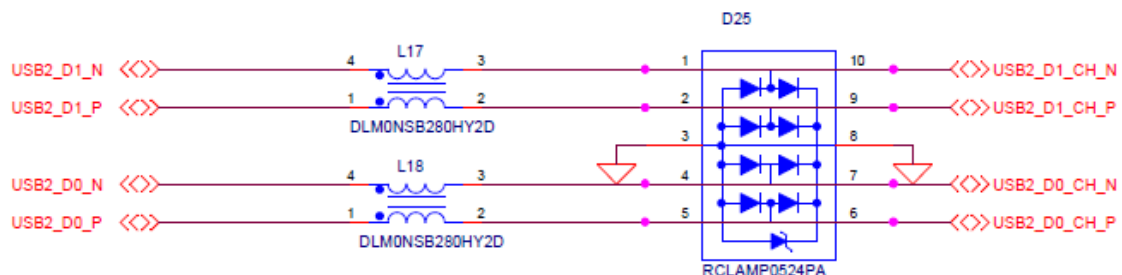 D25
USB2_D1_N 4 L17 3 1 10 USB2_D1_CH_N
USB2_D1_P 1 2 2 9 USB2_D1_CH_P
DLM0NSB280HY2D
3 8
USB2_D0_N 4 L18 3 4 7 USB2_D0_CH_N
USB2_D0_P 1 2 5 6 USB2_D0_CH_P
DLM0NSB280HY2D
RCLAMP0524PA